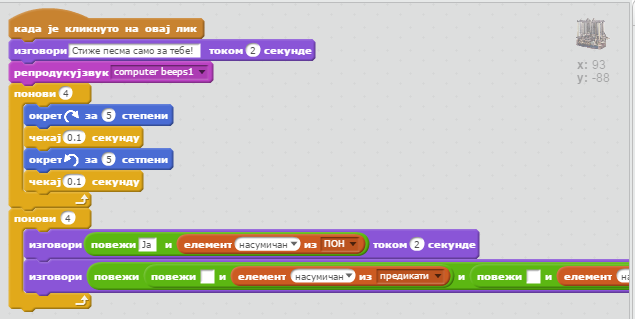 када је кликнуто на овај лик
изговори Стиже песма само за тебе! током 2 секунде
репродукујзвук computer beeps1
понови 4
окрет за 5 степени
чекај 0.1 секунду
окрет за 5 сетпени
чекај 0.1 секунду
понови 4
изговори повежи Ја и елемент насумичан из ПОН током 2 секунде
изговори повежи повежи и елемент насумичан из предикати и повежи и елемент на
x: 93
y: -88